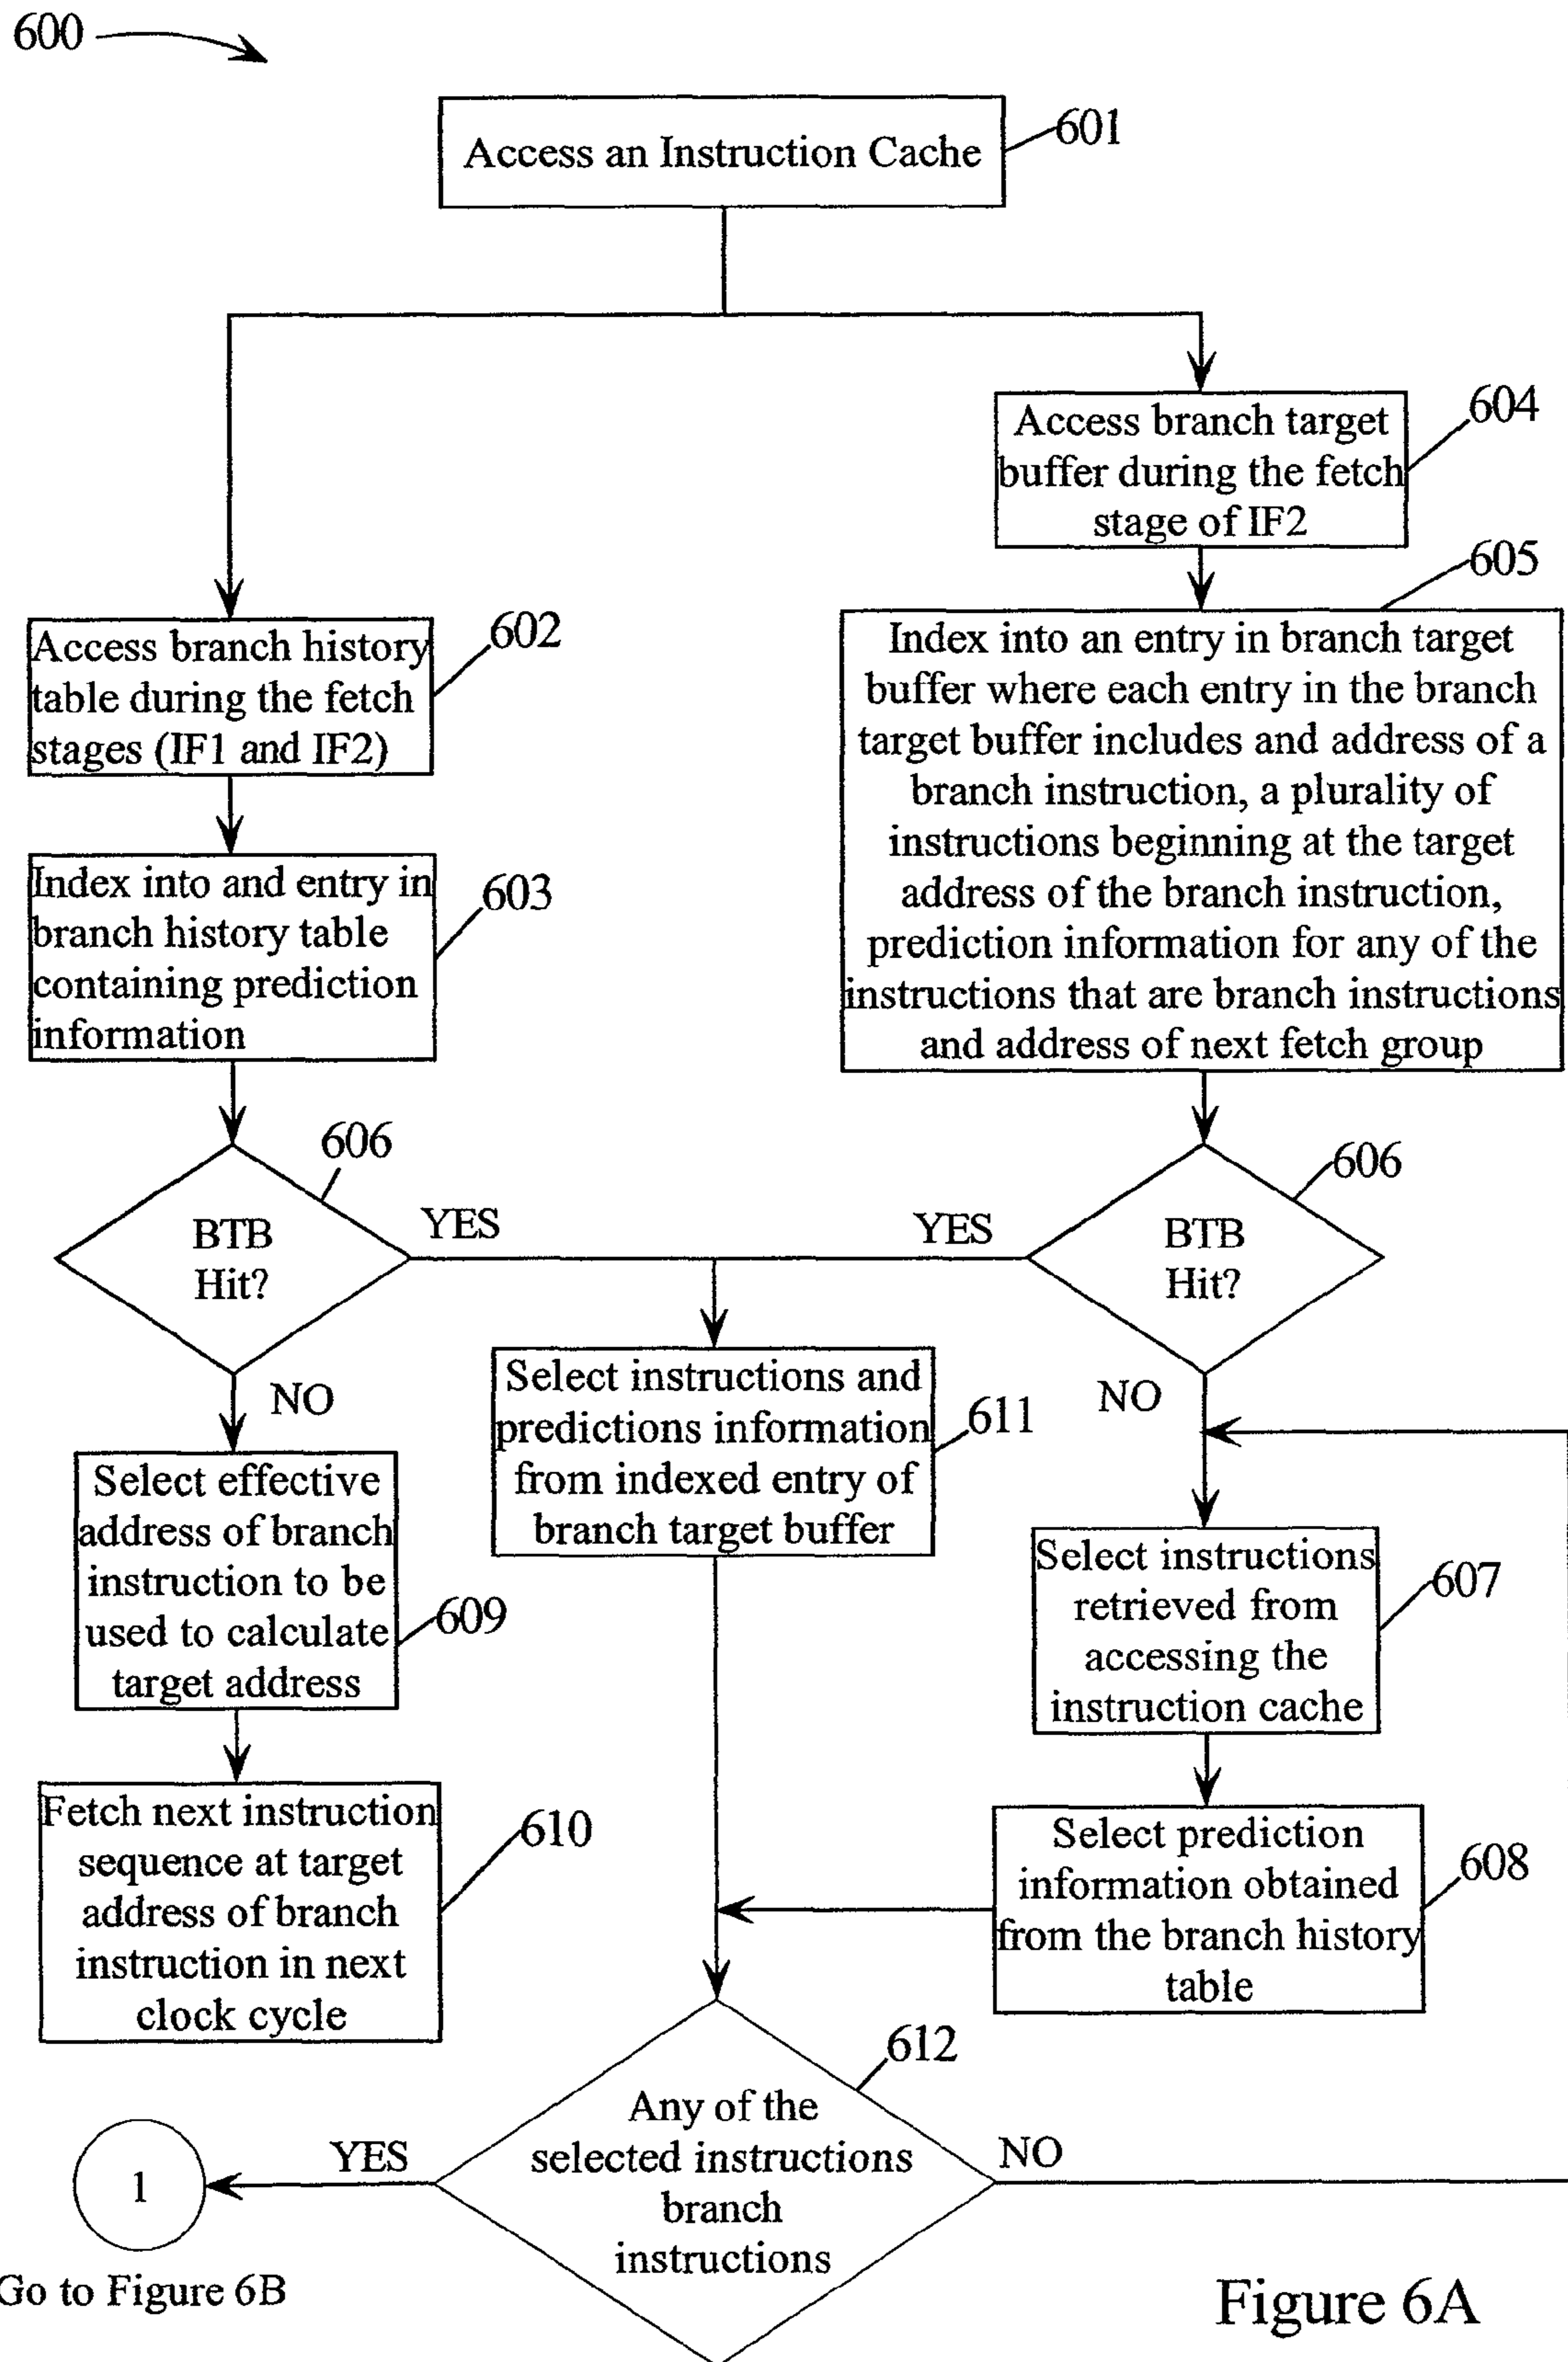 600
Access an Instruction Cache
601
Access branch target
buffer during the fetch
stage of IF2
604
605
Access branch history
table during the fetch
stages (IF1 and IF2)
602
Index into an entry in branch target
buffer where each entry in the branch
target buffer includes and address of a
branch instruction, a plurality of
instructions beginning at the target
address of the branch instruction,
prediction information for any of the
instructions that are branch instructions
and address of next fetch group
Index into and entry in
branch history table
containing prediction
information
603
606
BTB
Hit?
YES
NO
606
BTB
Hit?
YES
NO
Select instructions and
predictions information
from indexed entry of
branch target buffer
611
Select effective
address of branch
instruction to be
used to calculate
target address
609
Select instructions
retrieved from
accessing the
instruction cache
607
Fetch next instruction
sequence at target
address of branch
instruction in next
clock cycle
610
Select prediction
information obtained
from the branch history
table
608
612
Any of the
selected instructions
branch
instructions
YES
NO
1
Go to Figure 6B
Figure 6A